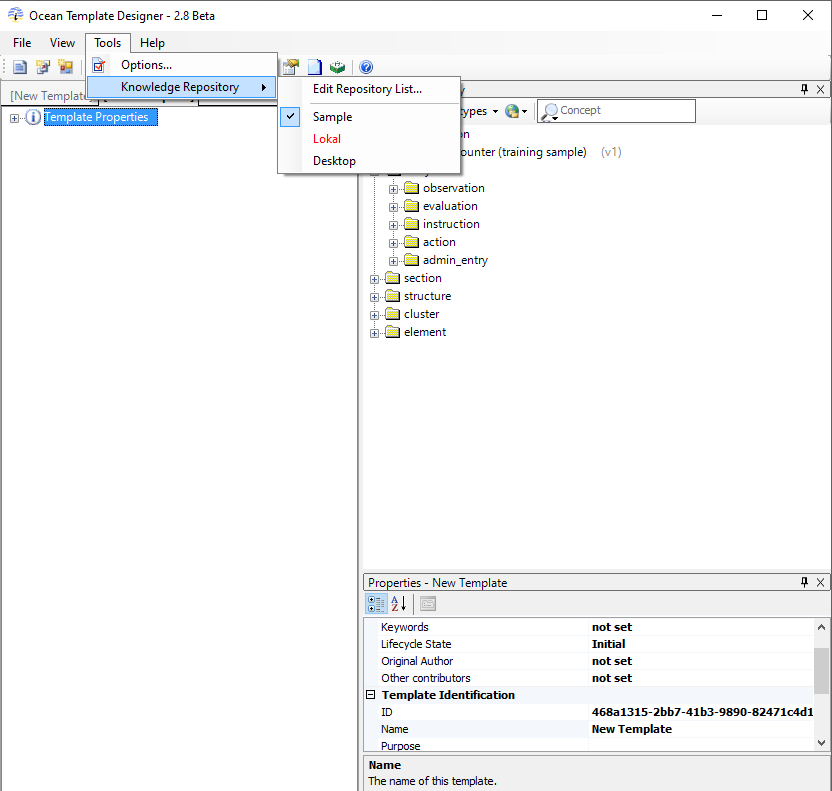 Ocean Template Designer - 2.8 Beta
File View Tools Help
Options...
Knowledge Repository
Edit Repository List...
Sample
Lokal
Desktop
[New Template
Template Properties
types
Concept
ounter (training sample) (v1)
observation
evaluation
instruction
action
admin_entry
section
structure
cluster
element
Properties - New Template
Keywords not set
Lifecycle State Initial
Original Author not set
Other contributors not set
Template Identification
ID 468a1315-2bb7-41b3-9890-82471c4d1
Name New Template
Purpose
Name
The name of this template.